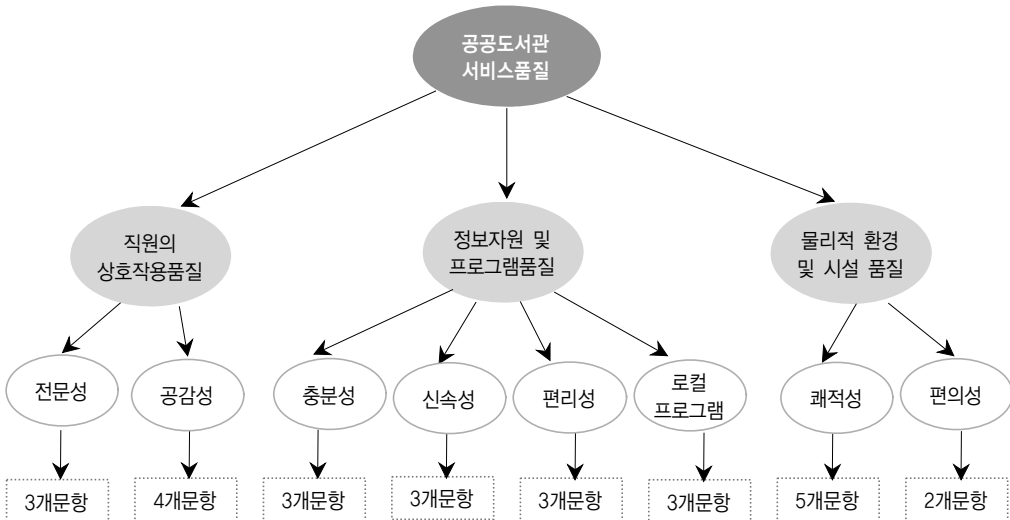 공공도서관
서비스품질
직원의
상호작용품질
정보자원 및
프로그램품질
물리적 환경
및 시설 품질
전문성
공감성
충분성
신속성
편리성
로컬
프로그램
쾌적성
편의성
3개문항
4개문항
3개문항
3개문항
3개문항
3개문항
5개문항
2개문항